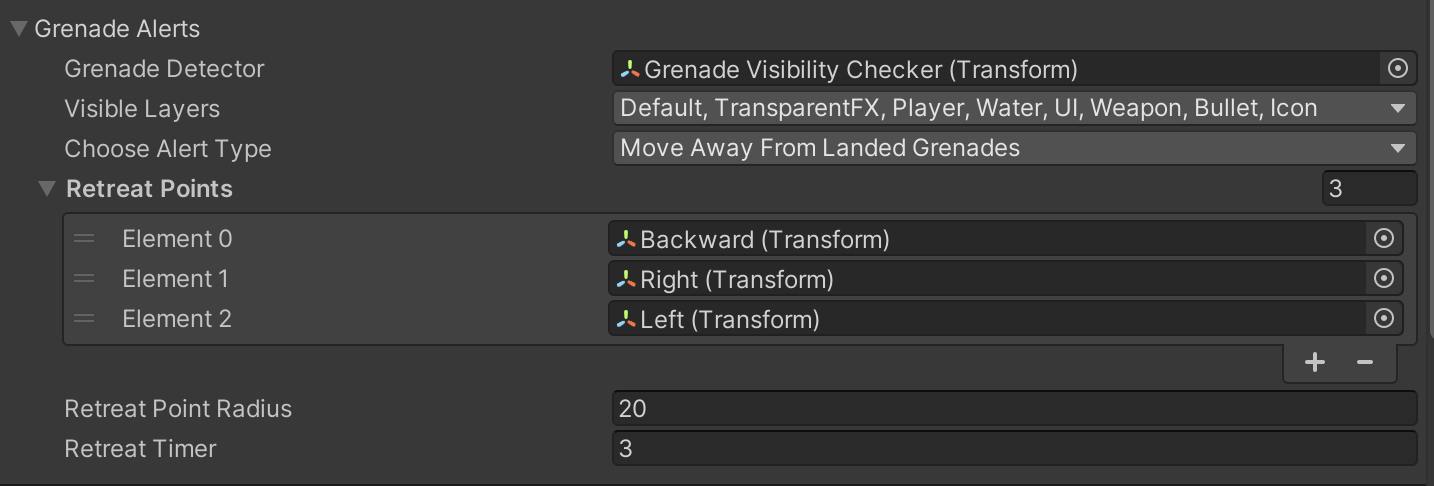 Grenade Alerts
Grenade Detector Grenade Visibility Checker (Transform)
Visible Layers Default, TransparentFX, Player, Water, UI, Weapon, Bullet, Icon
Choose Alert Type Move Away From Landed Grenades
Retreat Points 3
Element 0 Backward (Transform)
Element 1 Right (Transform)
Element 2 Left (Transform)
Retreat Point Radius 20
Retreat Timer 3